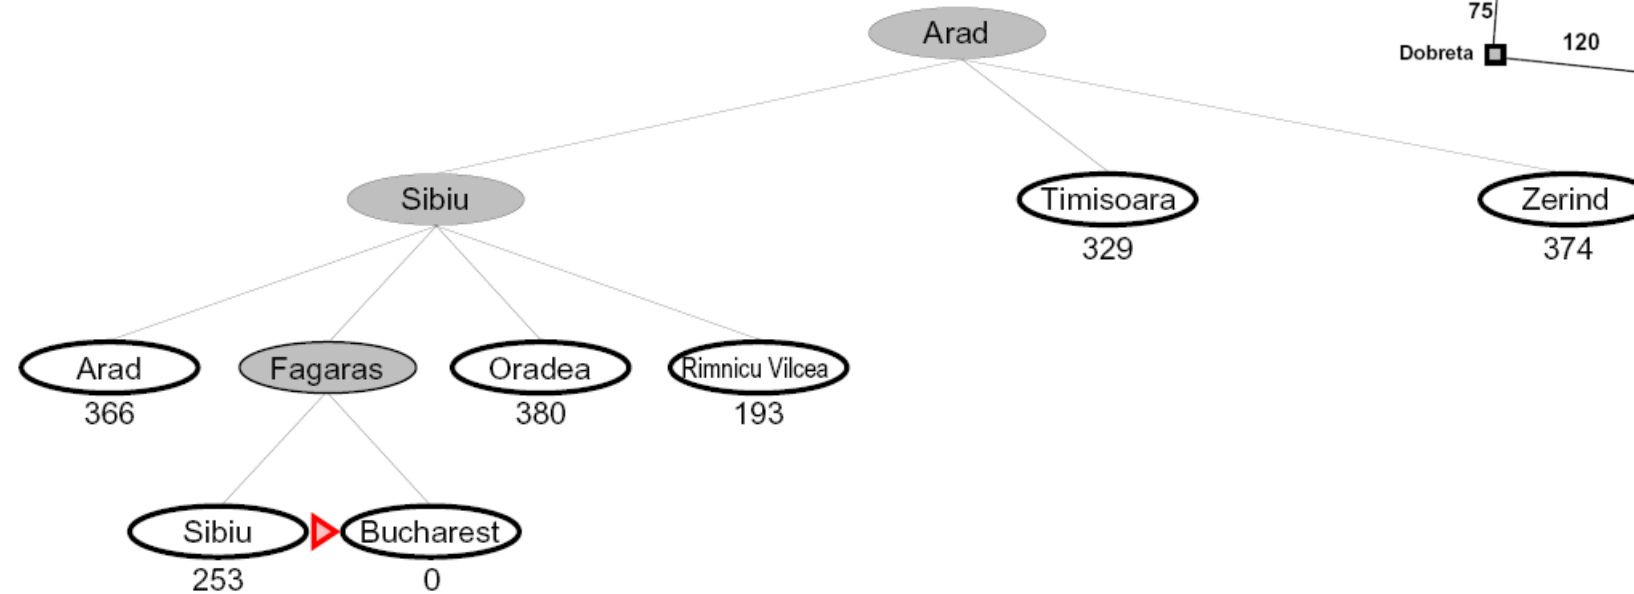 Arad
75
Dobreta
120
Sibiu
Timisoara
Zerind
329
374
Arad
Fagaras
Oradea
Rimnicu Vilcea
366
380
193
Sibiu
Bucharest
253
0